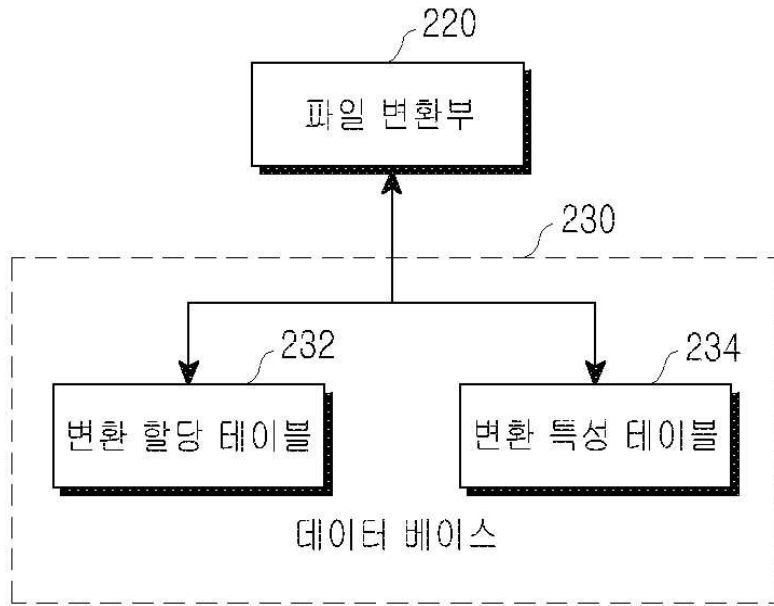 220
파일 변환부
230
232
234
변환 할당 테이블
변환 특성 테이블
데이터 베이스